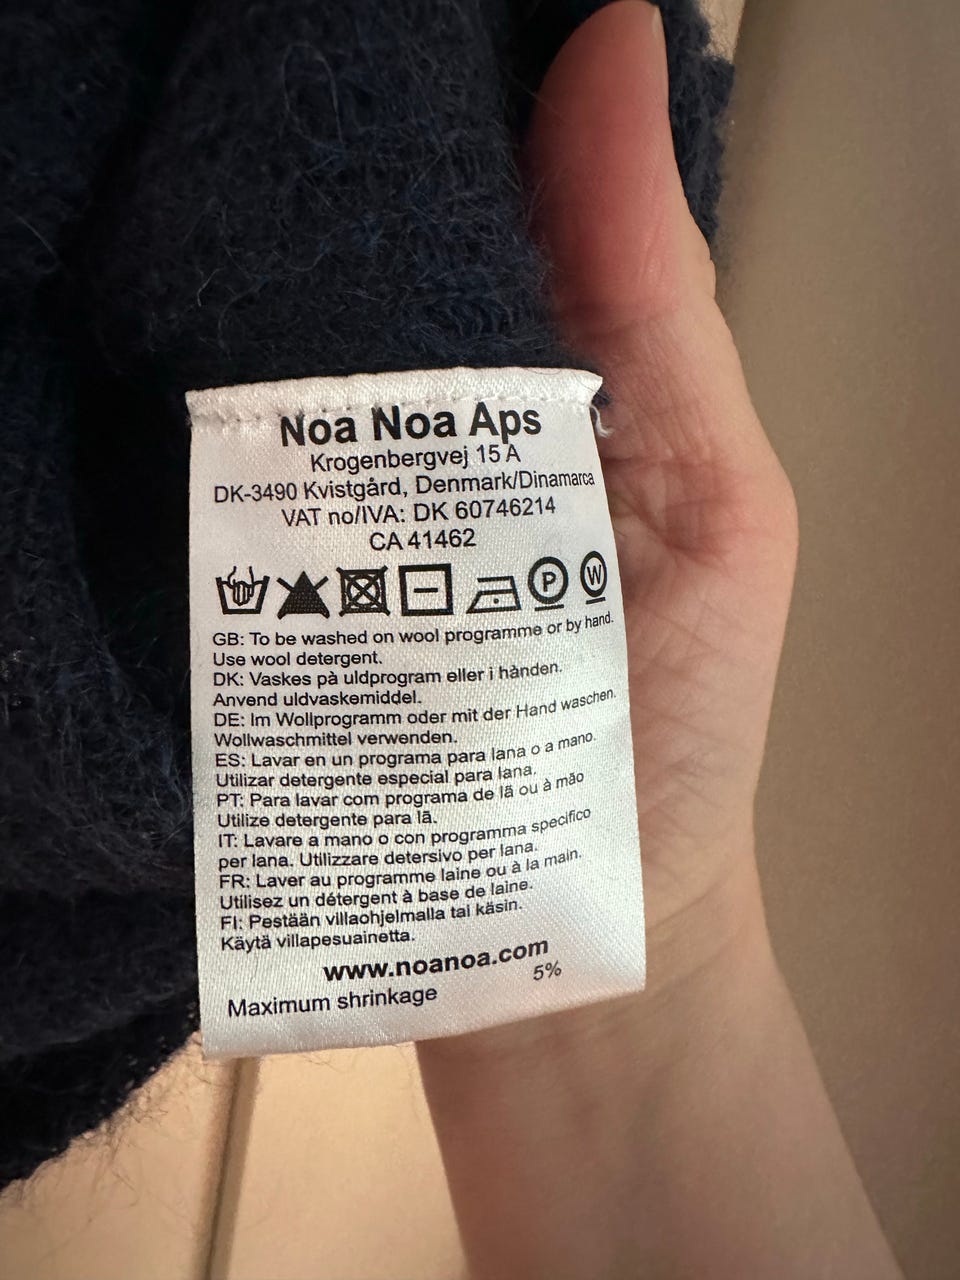 Noa Noa Aps
Krogenbergvej 15 A
DK-3490 Kvistgård, Denmark/Dinamarca
VAT no/IVA: DK 60746214
CA 41462
P W
GB: To be washed on wool programme or by hand.
Use wool detergent.
DK: Vaskes på uldprogram eller i hånden.
Anvend uldvaskemiddel.
DE: Im Wollprogramm oder mit der Hand waschen.
Wollwaschmittel verwenden.
ES: Lavar en un programa para lana o a mano.
Utilizar detergente especial para lana.
PT: Para lavar com programa de lã ou à mão
Utilize detergente para lã.
IT: Lavare a mano o con programma specifico
per lana. Utilizzare detersivo per lana.
FR: Laver au programme laine ou à la main.
Utilisez un détergent à base de laine.
FI: Pestään villaohjelmalla tai käsin.
Käytä villapesuainetta.
www.noanoa.com
Maximum shrinkage 5%